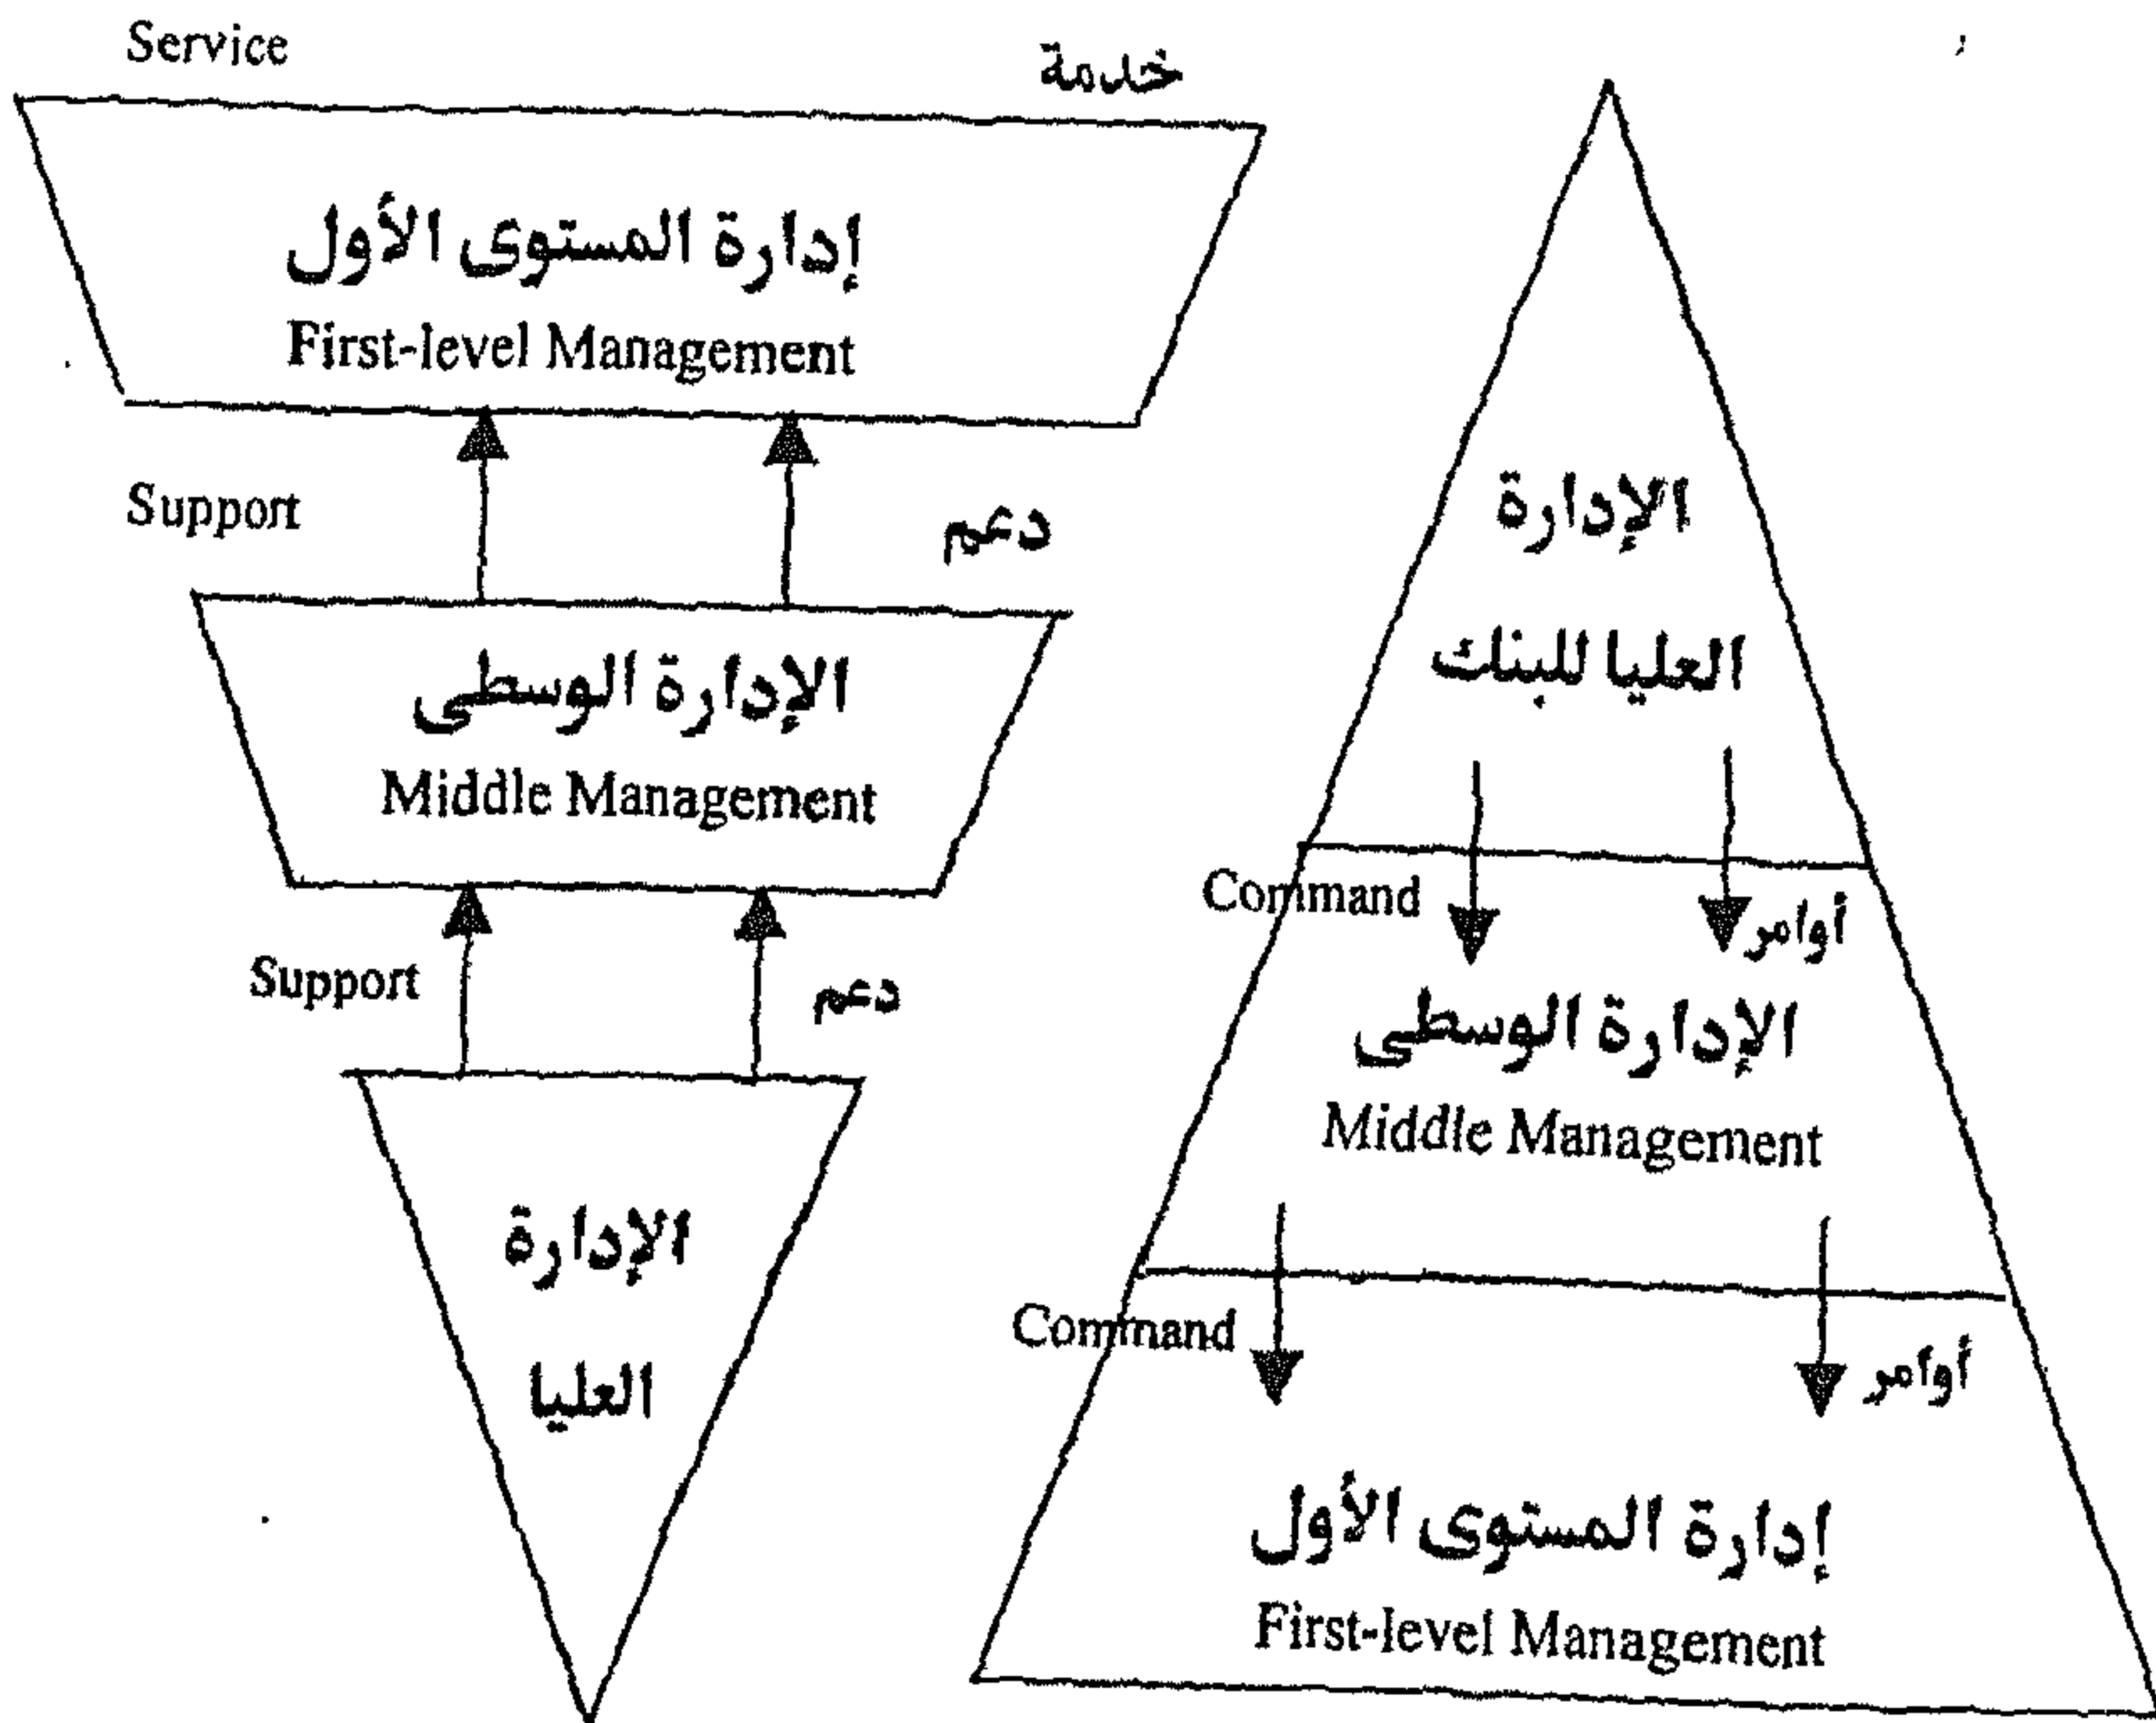 Service
خدمة
إدارة المستوى الأول
First-level Management
Support
دعم
الإدارة الوسطى
Middle Management
Support
دعم
الإدارة
العليا
الإدارة
العليا للبنك
Command
أوامر
الإدارة الوسطى
Middle Management
Command
أوامر
إدارة المستوى الأول
First-level Management